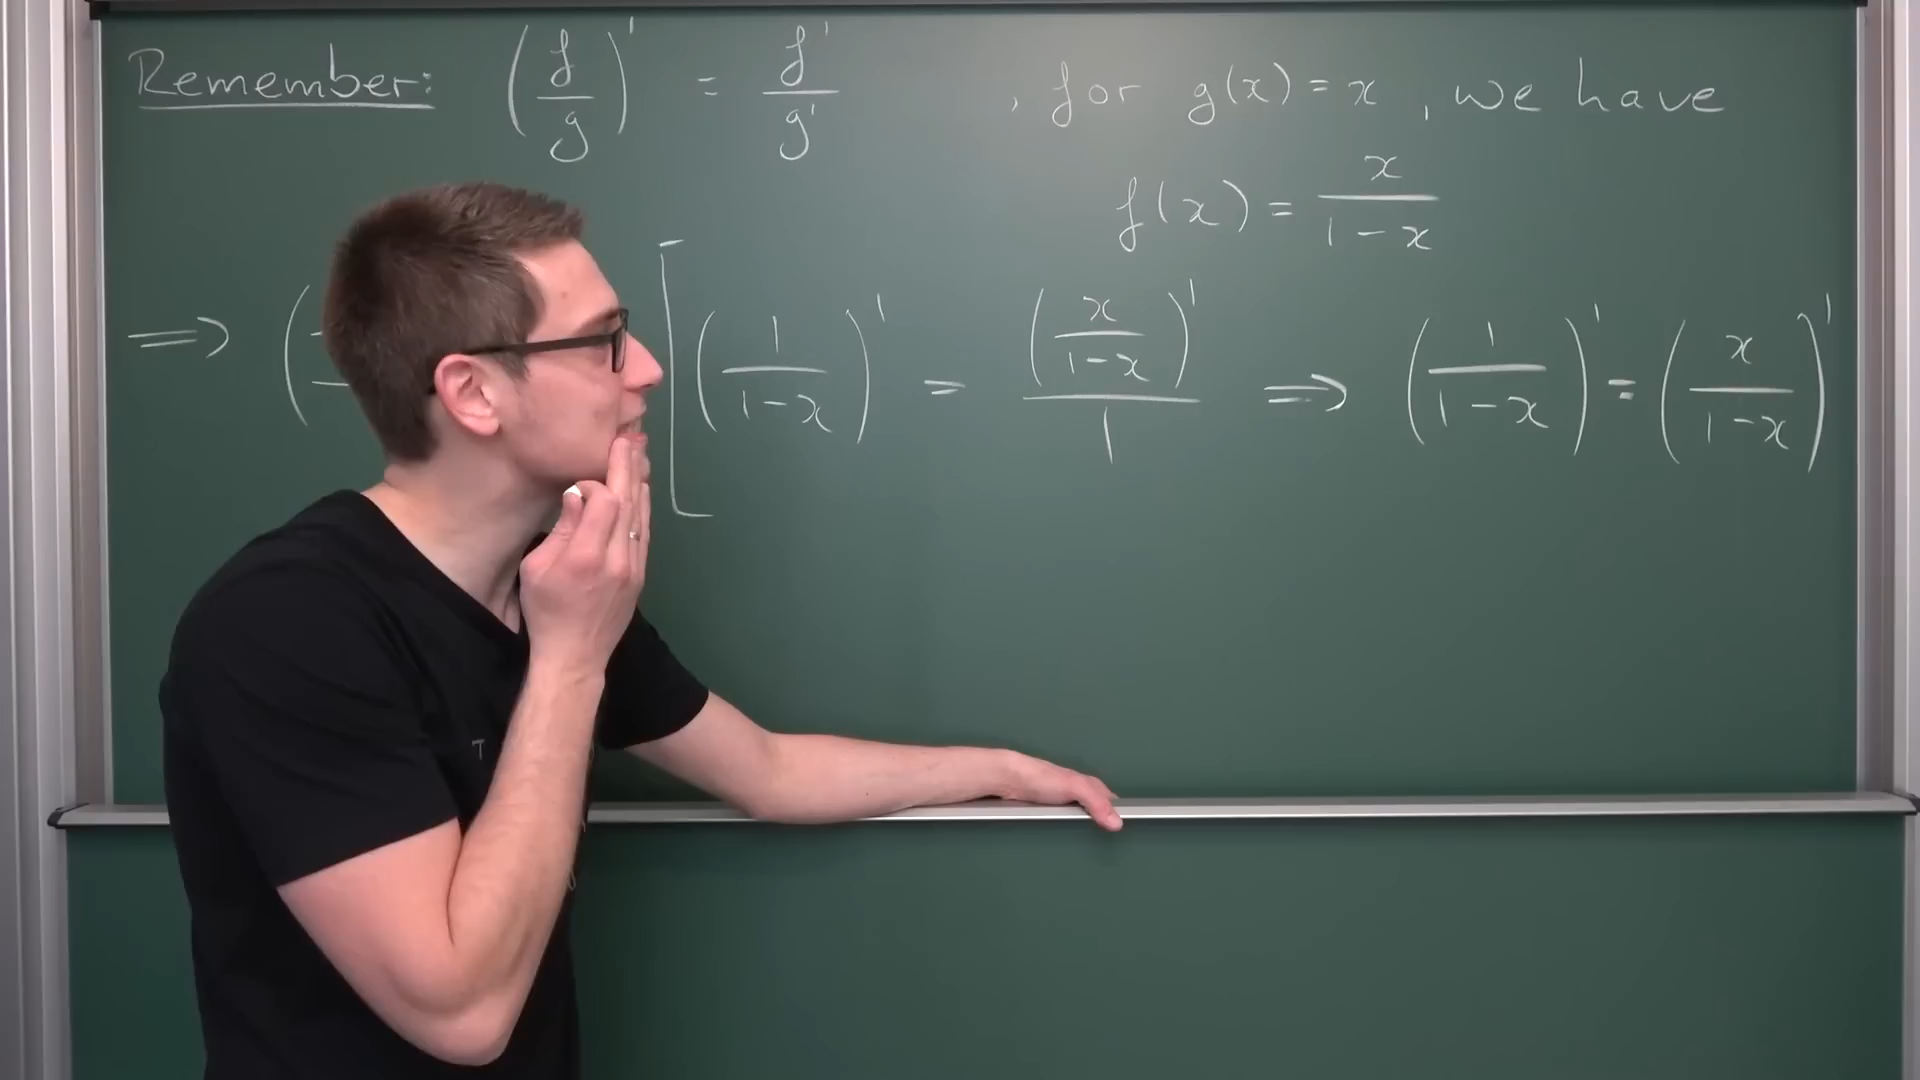 Remember: (f/g)' = f'/g' , for g(x) = x , we have
f(x) = x/(1-x)
⟹ ( [ (1/(1-x))' = (x/(1-x))'/1 ⟹ (1/(1-x))' = (x/(1-x))'